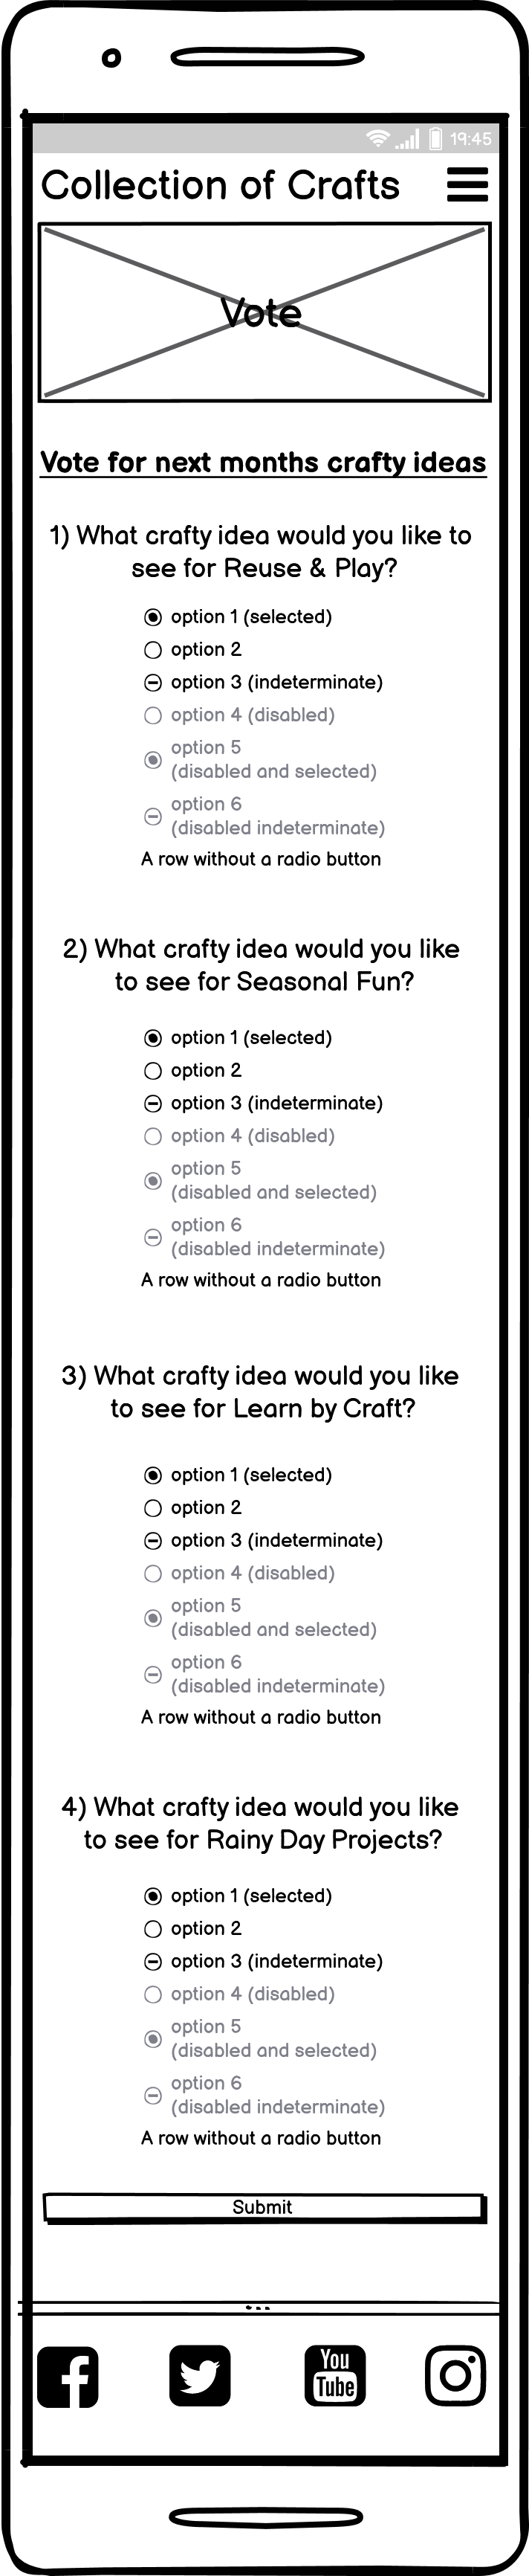 19:45
Collection of Crafts
Vote
Vote for next months crafty ideas
1) What crafty idea would you like to
see for Reuse & Play?
option 1 (selected)
option 2
option 3 (indeterminate)
option 4 (disabled)
option 5
(disabled and selected)
option 6
(disabled indeterminate)
A row without a radio button
2) What crafty idea would you like
to see for Seasonal Fun?
option 1 (selected)
option 2
option 3 (indeterminate)
option 4 (disabled)
option 5
(disabled and selected)
option 6
(disabled indeterminate)
A row without a radio button
3) What crafty idea would you like
to see for Learn by Craft?
option 1 (selected)
option 2
option 3 (indeterminate)
option 4 (disabled)
option 5
(disabled and selected)
option 6
(disabled indeterminate)
A row without a radio button
4) What crafty idea would you like
to see for Rainy Day Projects?
option 1 (selected)
option 2
option 3 (indeterminate)
option 4 (disabled)
option 5
(disabled and selected)
option 6
(disabled indeterminate)
A row without a radio button
Submit
You
Tube